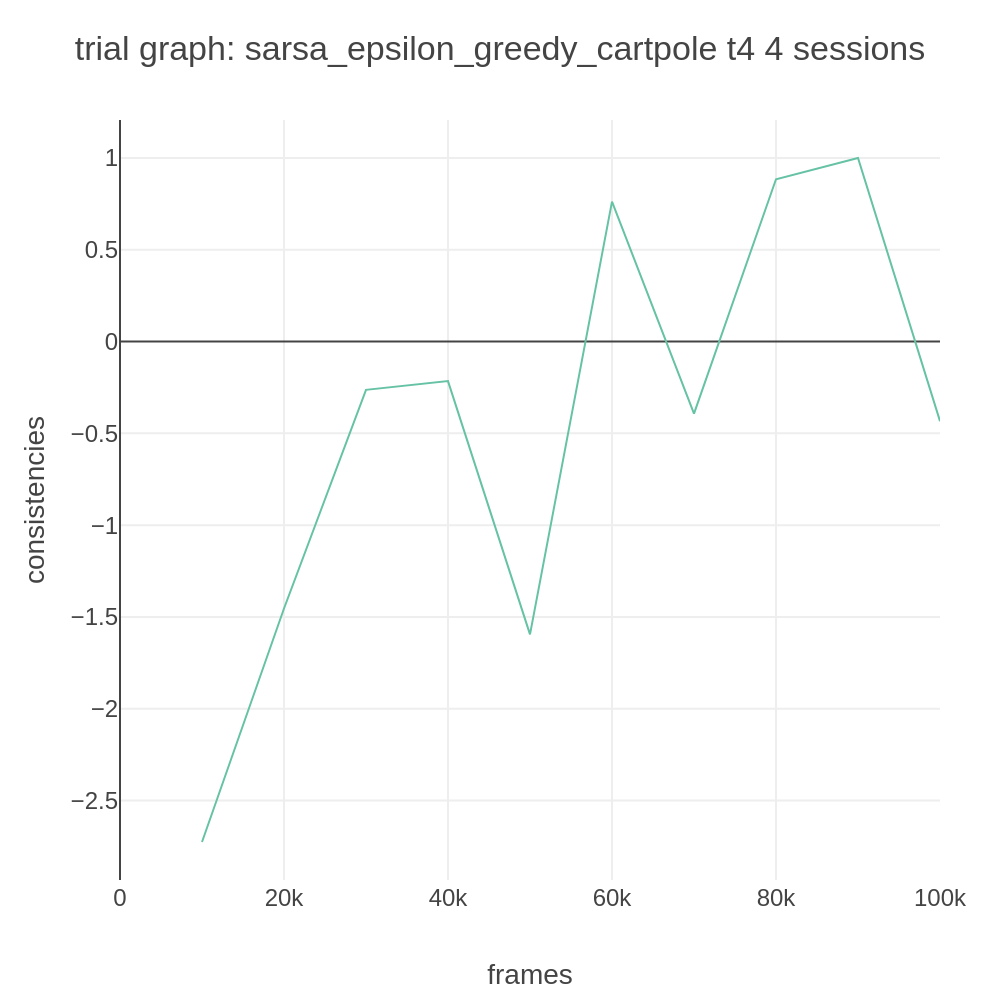 trial graph: sarsa_epsilon_greedy_cartpole t4 4 sessions
1
0.5
0
−0.5
−1
−1.5
−2
−2.5
consistencies
0 20k 40k 60k 80k 100k
frames